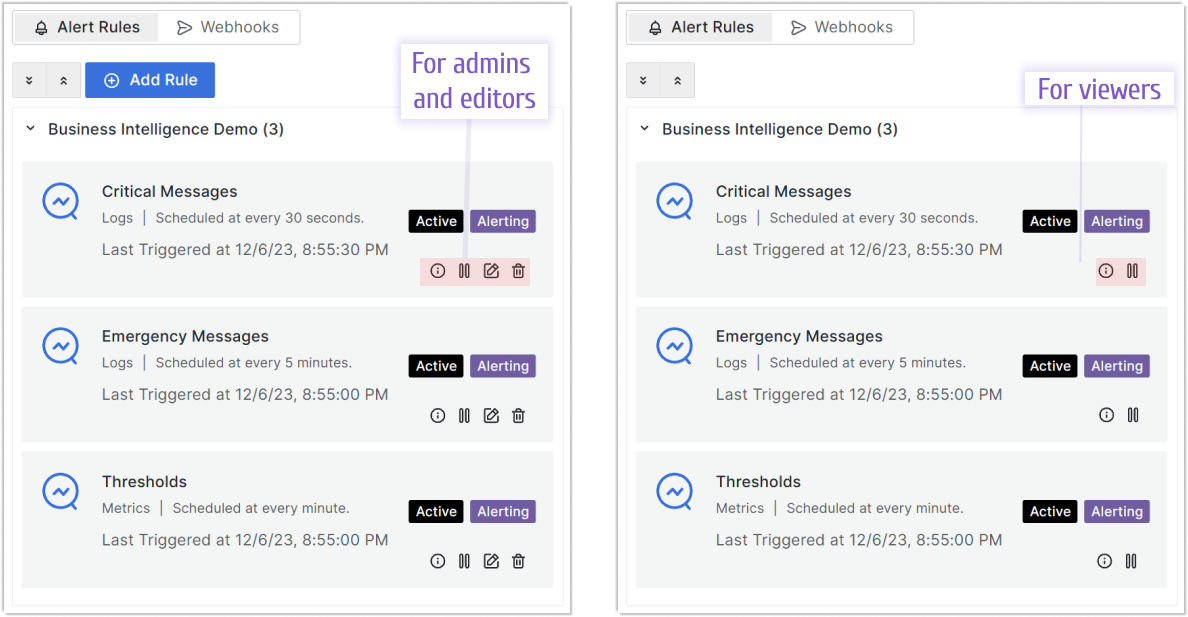 Alert Rules
Webhooks
Add Rule
For admins
and editors
Business Intelligence Demo (3)
Critical Messages
Logs | Scheduled at every 30 seconds.
Active
Alerting
Last Triggered at 12/6/23, 8:55:30 PM
Emergency Messages
Logs | Scheduled at every 5 minutes.
Active
Alerting
Last Triggered at 12/6/23, 8:55:00 PM
Thresholds
Metrics | Scheduled at every minute.
Active
Alerting
Last Triggered at 12/6/23, 8:55:00 PM
Alert Rules
Webhooks
For viewers
Business Intelligence Demo (3)
Critical Messages
Logs | Scheduled at every 30 seconds.
Active
Alerting
Last Triggered at 12/6/23, 8:55:30 PM
Emergency Messages
Logs | Scheduled at every 5 minutes.
Active
Alerting
Last Triggered at 12/6/23, 8:55:00 PM
Thresholds
Metrics | Scheduled at every minute.
Active
Alerting
Last Triggered at 12/6/23, 8:55:00 PM